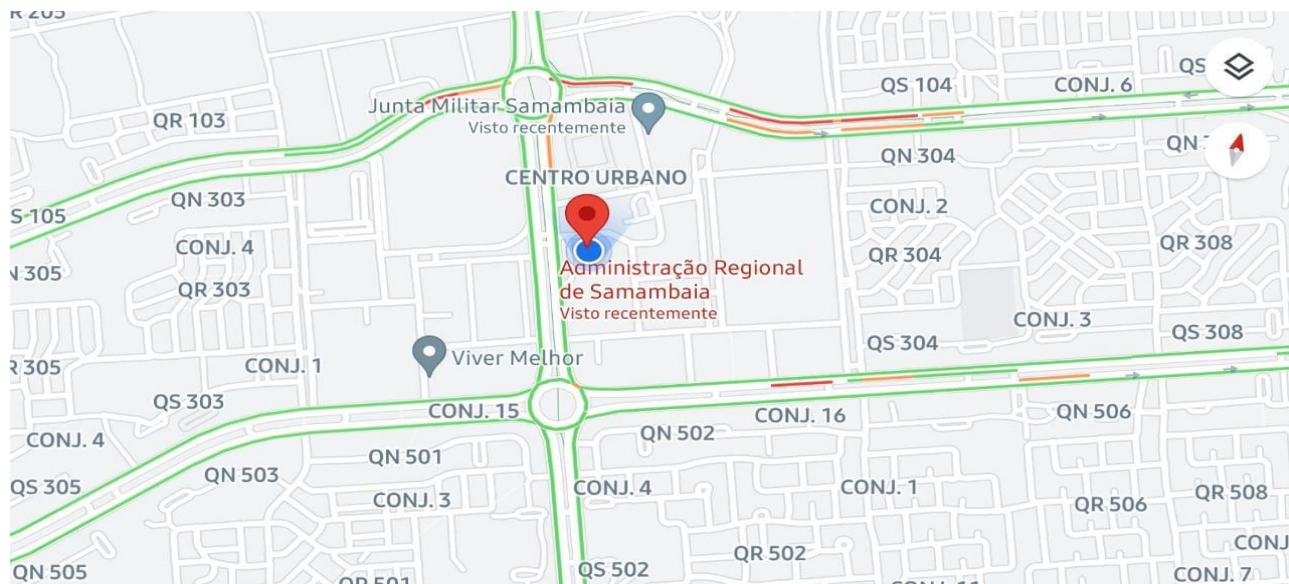 QR 205
QS 104
CONJ. 6
QS
Junta Militar Samambaia
Visto recentemente
QR 103
QN 304
QN
CENTRO URBANO
QN 303
CONJ. 2
S 105
CONJ. 4
QR 304
QR 308
N 305
QR 303
Administração Regional
de Samambaia
Visto recentemente
CONJ. 3
QS 308
QS 304
Viver Melhor
R 305
CONJ. 1
QS 303
CONJ. 15
CONJ. 16
QN 506
CONJ. 4
QN 502
QN 501
QN 503
QS 305
CONJ. 3
CONJ. 4
CONJ. 1
QR 506
QR 508
CONJ
QR 502
QN 505
QR 501
QS 502
CONJ. 11
CONJ. 7